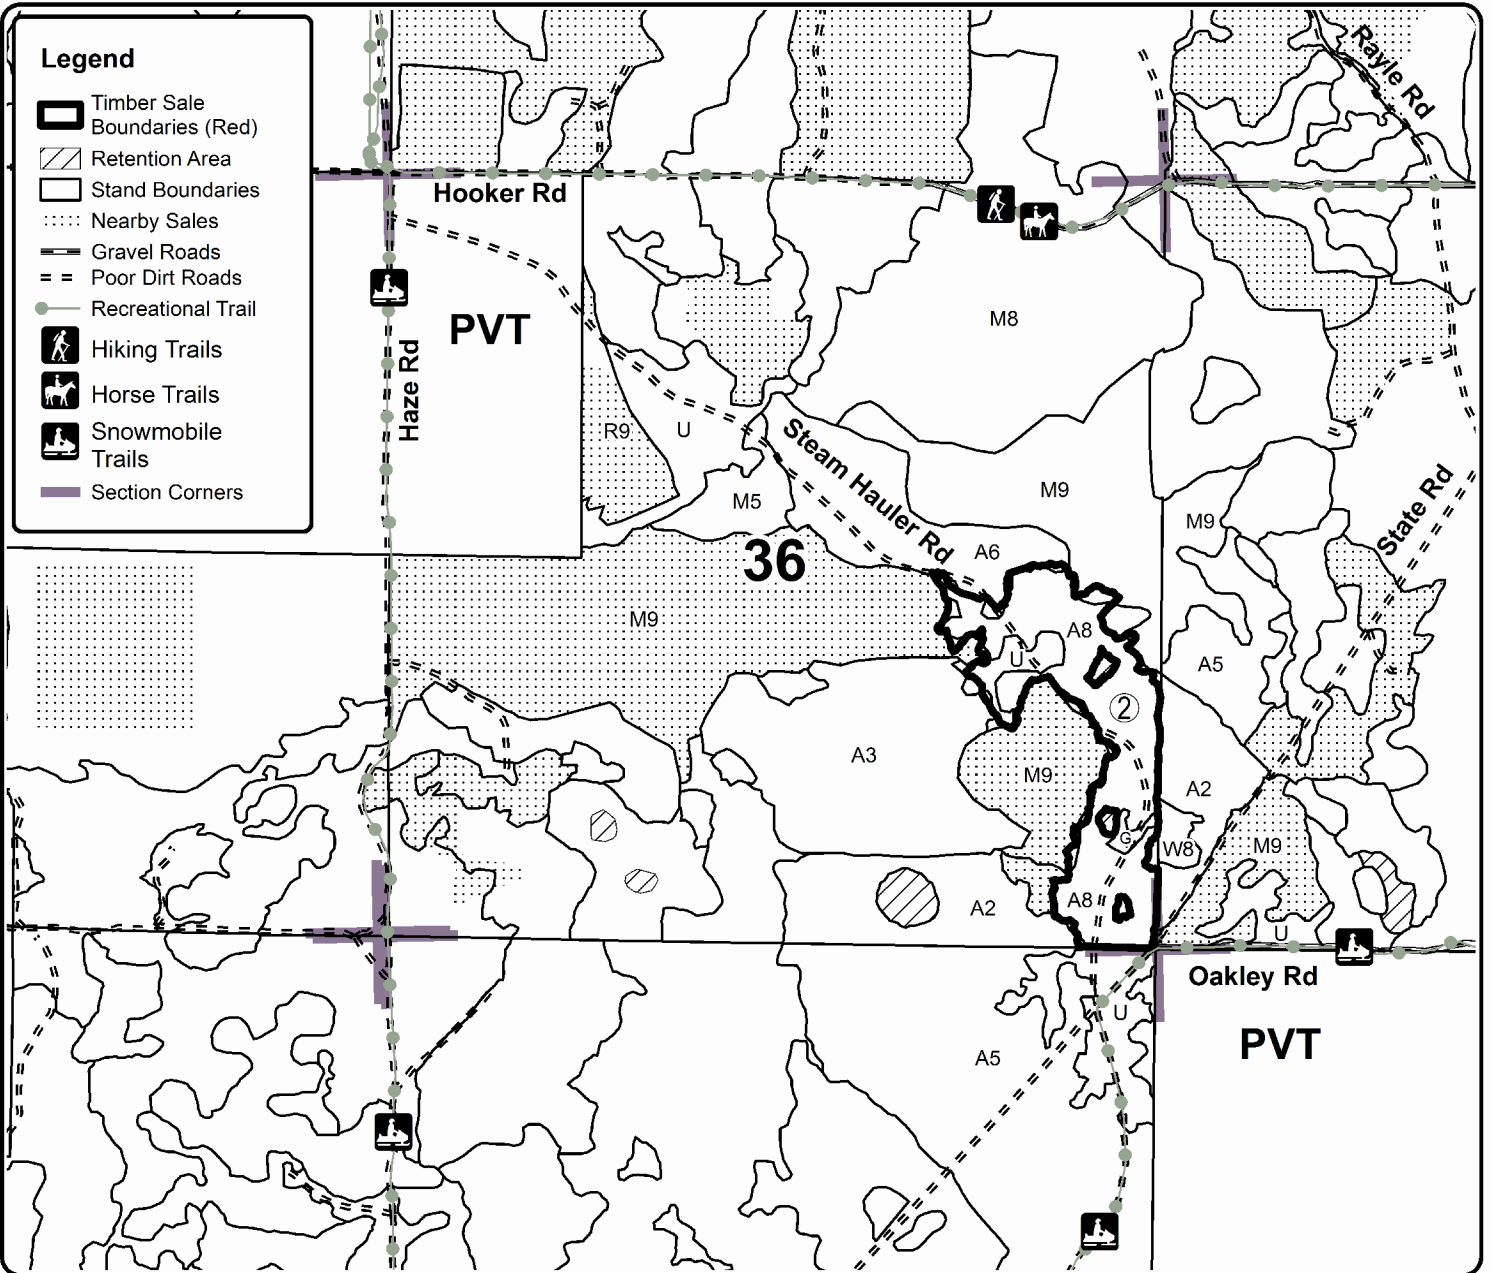 Legend
Timber Sale
Boundaries (Red)
Retention Area
Stand Boundaries
Nearby Sales
Gravel Roads
Poor Dirt Roads
Recreational Trail
Hiking Trails
Horse Trails
Snowmobile
Trails
Section Corners
Rayle Rd
Hooker Rd
PVT
Haze Rd
M8
R9
U
Steam Hauler Rd
M5
M9
M9
State Rd
36
A6
M9
A8
U
A5
2
A3
M9
A2
G
W8
M9
A2
A8
U
Oakley Rd
U
PVT
A5